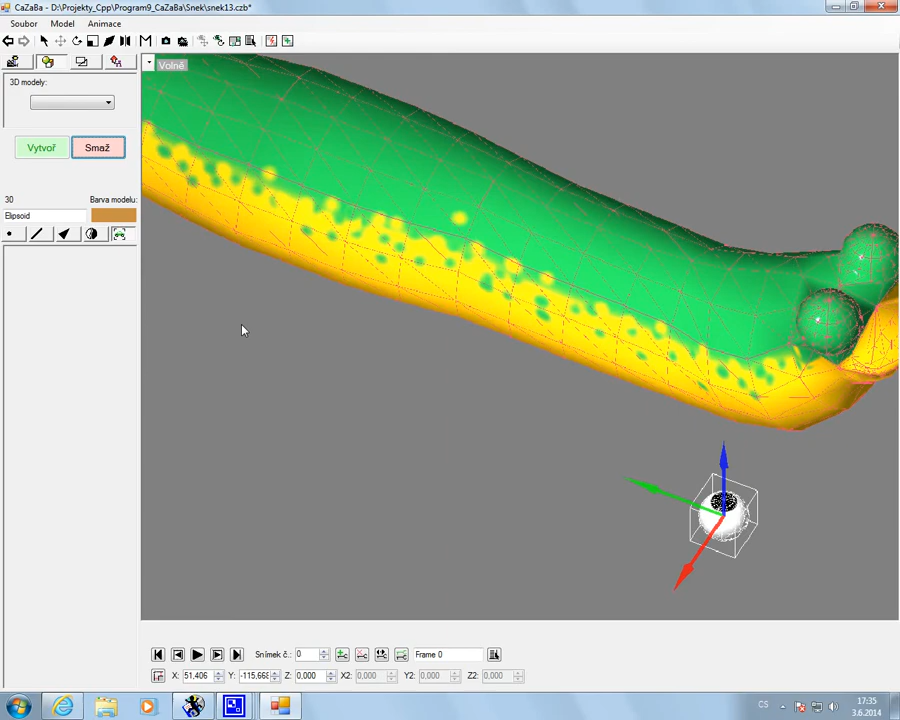 CaZaBa - D:\Projekty_Cpp\Program9_CaZaBa\Snek\snek13.czb*
Soubor Model Animace
Volně
3D modely:
Vytvoř Smaž
30 Barva modelu:
Elipsoid
Snímek č.: 0 Frame 0
X: 51,406 Y: -115,668 Z: 0,000 X2: 0,000 Y2: 0,000 Z2: 0,000
CS 17:35
3.6.2014